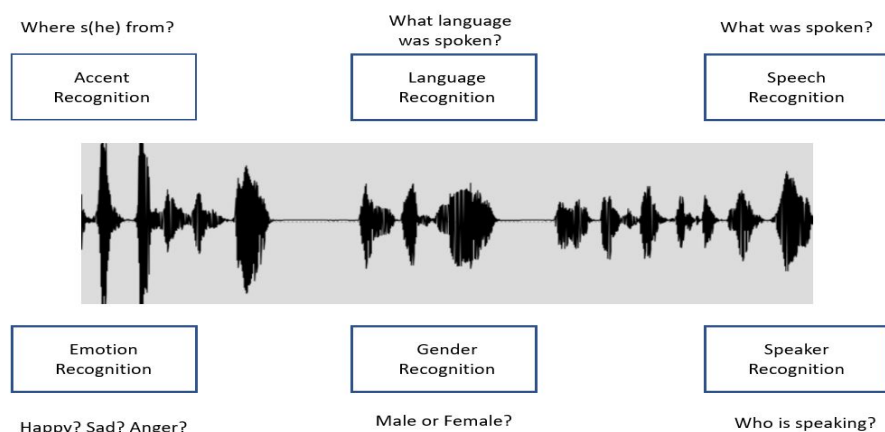 Where s(he) from?
What language
was spoken?
What was spoken?
Accent
Recognition
Language
Recognition
Speech
Recognition
Emotion
Recognition
Gender
Recognition
Speaker
Recognition
Happy? Sad? Anger?
Male or Female?
Who is speaking?